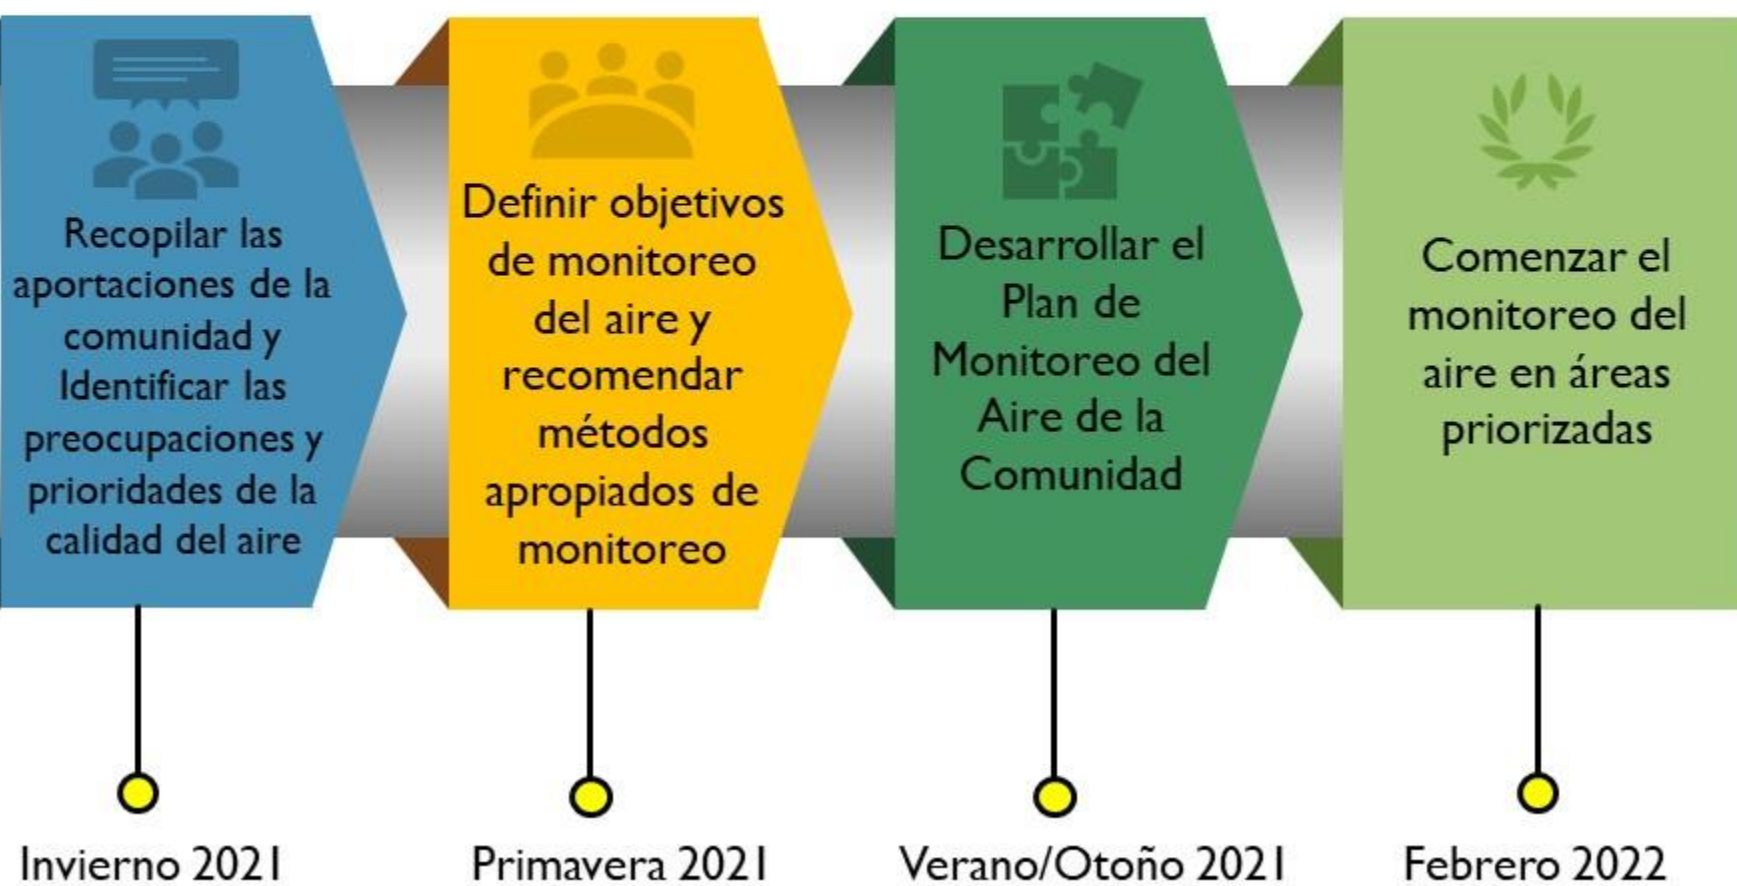 Recopilar las
aportaciones de la
comunidad y
Identificar las
preocupaciones y
prioridades de la
calidad del aire
Definir objetivos
de monitoreo
del aire y
recomendar
métodos
apropiados de
monitoreo
Desarrollar el
Plan de
Monitoreo del
Aire de la
Comunidad
Comenzar el
monitoreo del
aire en áreas
priorizadas
Invierno 2021
Primavera 2021
Verano/Otoño 2021
Febrero 2022